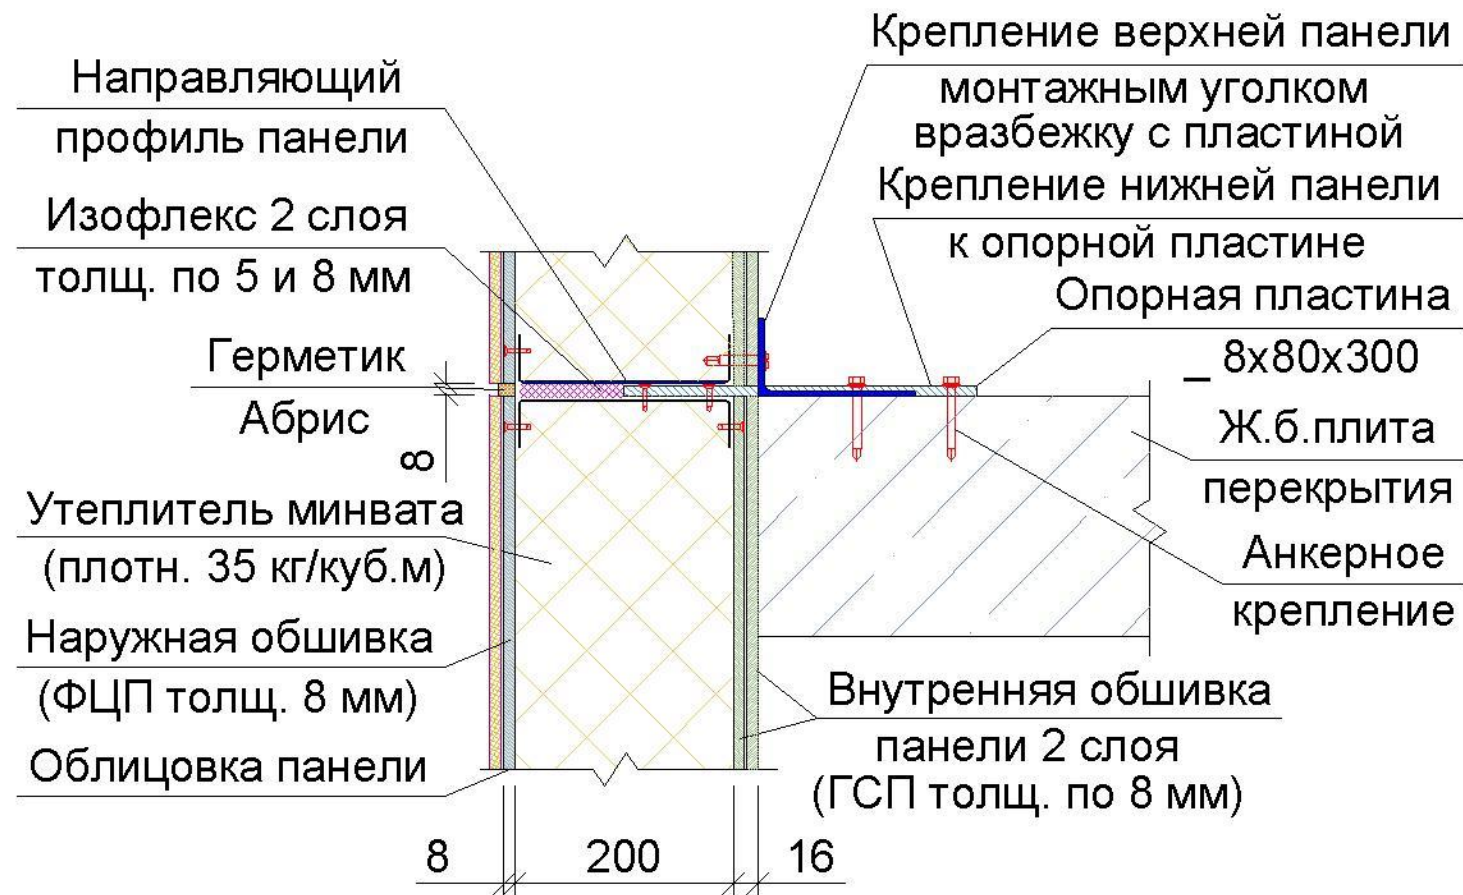 Направляющий
профиль панели
Изофлекс 2 слоя
толщ. по 5 и 8 мм
Герметик
Абрис
8
Утеплитель минвата
(плотн. 35 кг/куб.м)
Наружная обшивка
(ФЦП толщ. 8 мм)
Облицовка панели
Крепление верхней панели
монтажным уголком
вразбежку с пластиной
Крепление нижней панели
к опорной пластине
Опорная пластина
_ 8х80х300
Ж.б.плита
перекрытия
Анкерное
крепление
Внутренняя обшивка
панели 2 слоя
(ГСП толщ. по 8 мм)
8 200 16